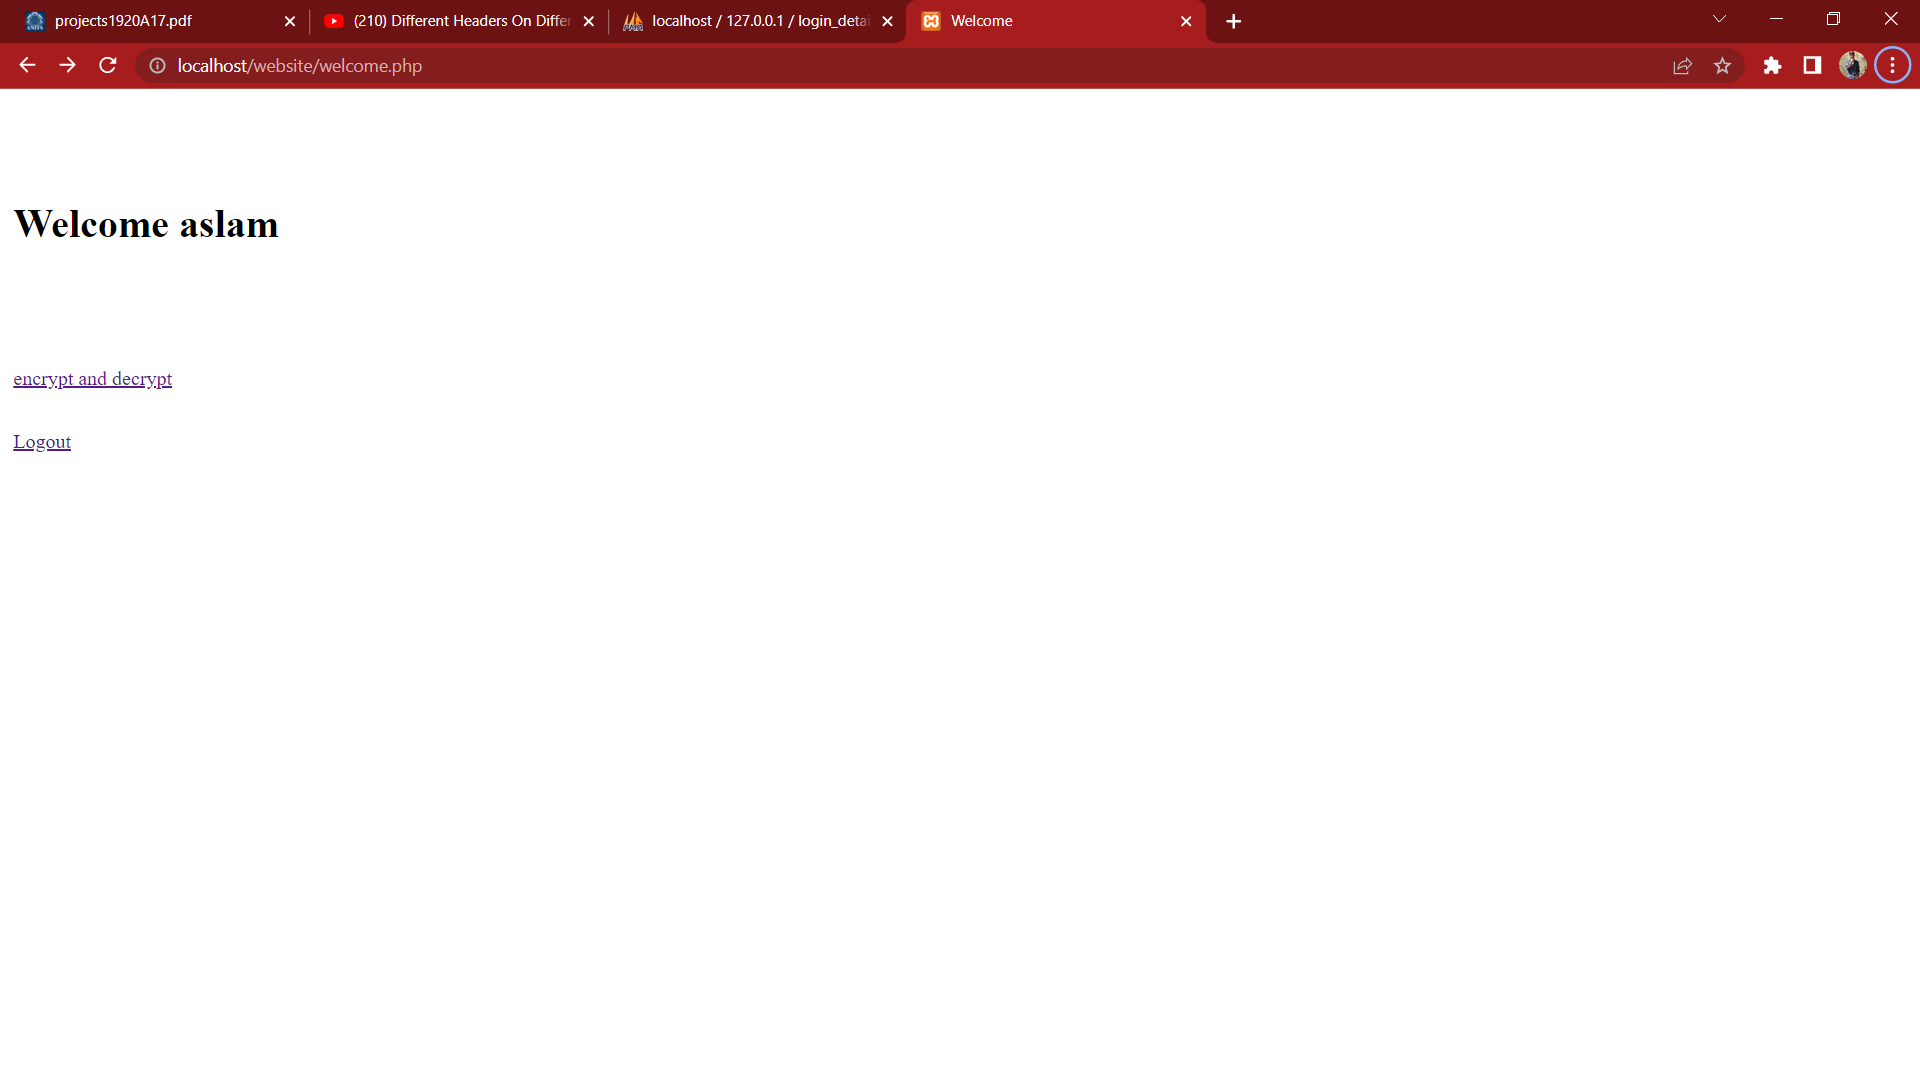 projects1920A17.pdf
(210) Different Headers On Differ
localhost / 127.0.0.1 / login_detai
Welcome
localhost/website/welcome.php
Welcome aslam
encrypt and decrypt
Logout